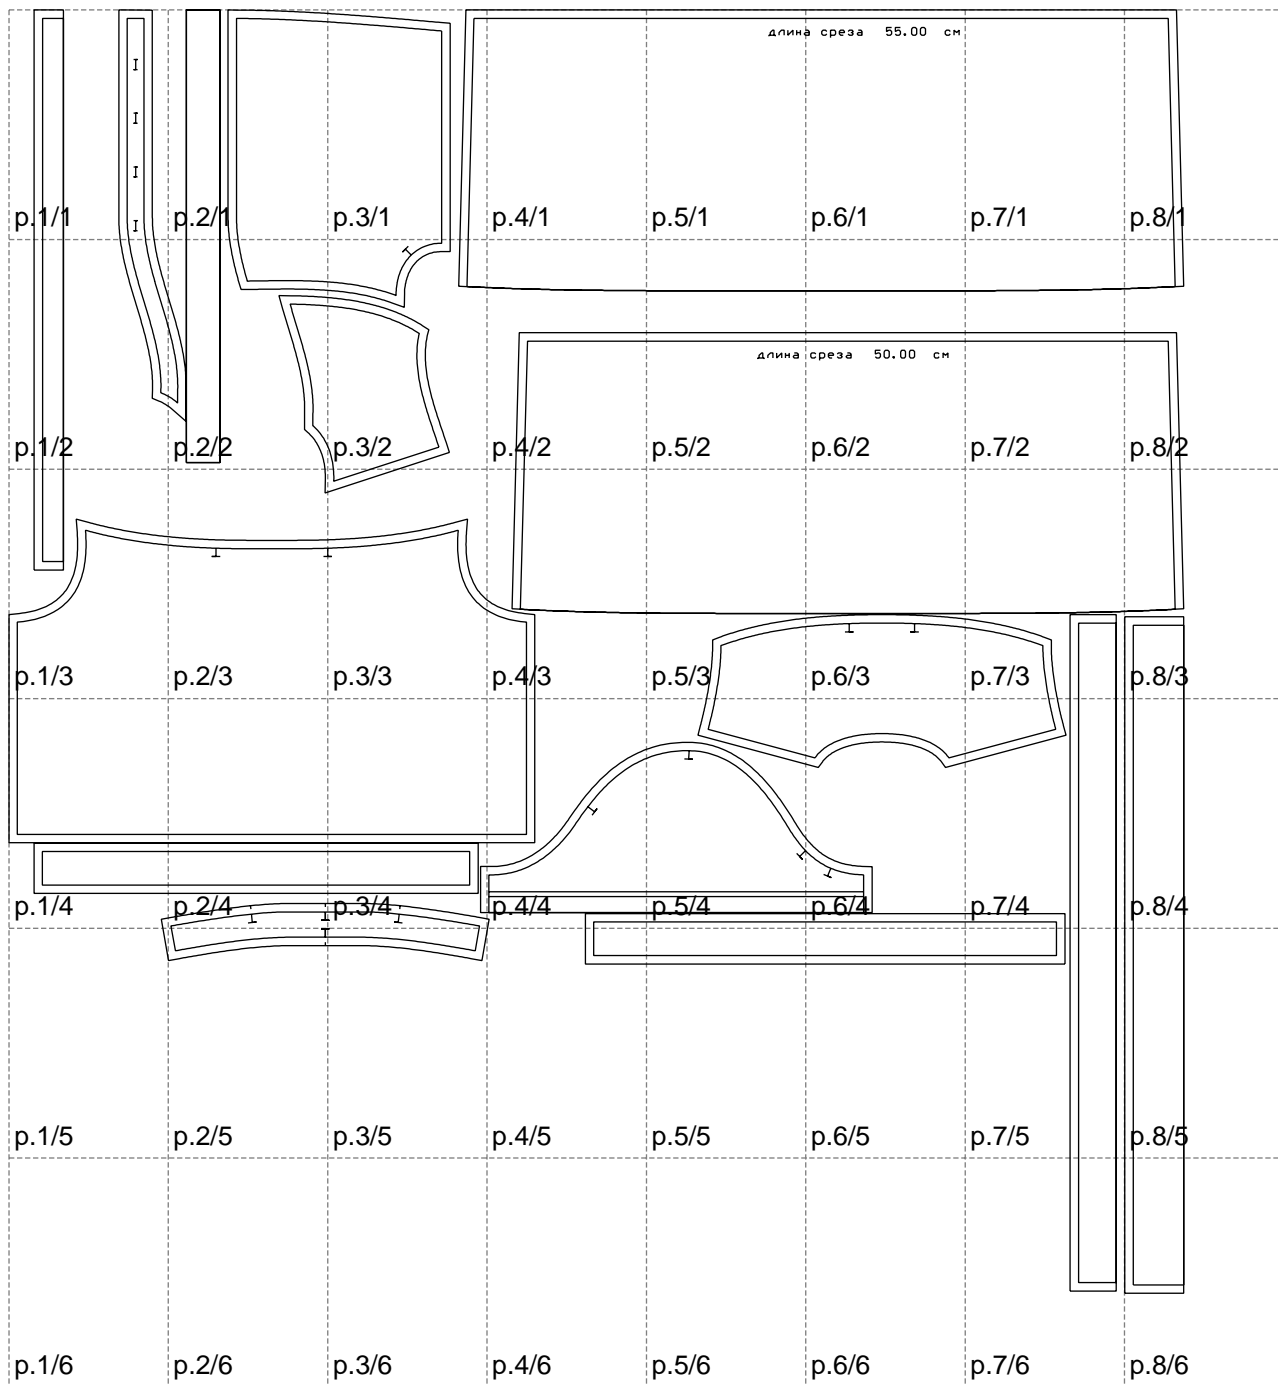 длина среза 55.00 см
p.1/1 p.2/1 p.3/1 p.4/1 p.5/1 p.6/1 p.7/1 p.8/1
длина среза 50.00 см
p.1/2 p.2/2 p.3/2 p.4/2 p.5/2 p.6/2 p.7/2 p.8/2
p.1/3 p.2/3 p.3/3 p.4/3 p.5/3 p.6/3 p.7/3 p.8/3
p.1/4 p.2/4 p.3/4 p.4/4 p.5/4 p.6/4 p.7/4 p.8/4
p.1/5 p.2/5 p.3/5 p.4/5 p.5/5 p.6/5 p.7/5 p.8/5
p.1/6 p.2/6 p.3/6 p.4/6 p.5/6 p.6/6 p.7/6 p.8/6